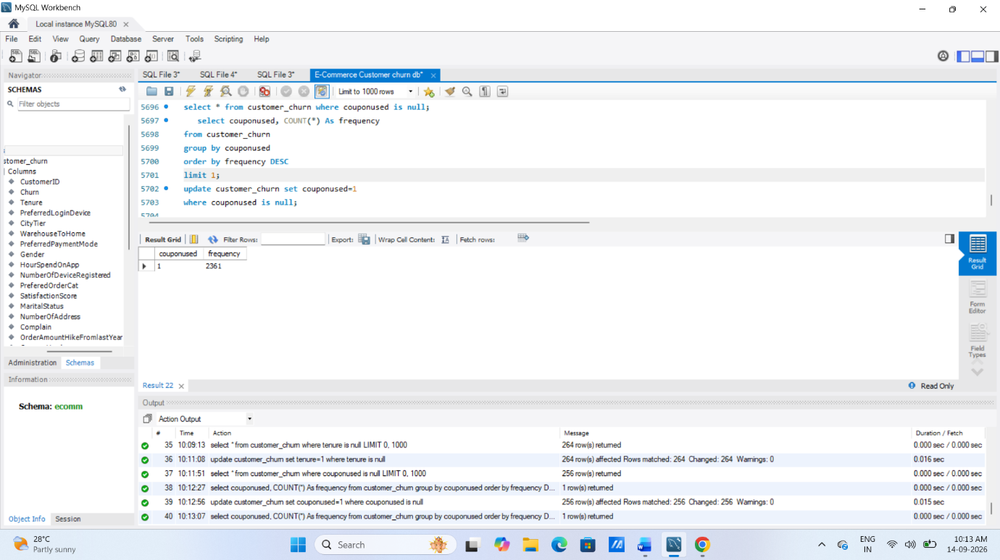 MySQL Workbench
Local instance MySQL80
File Edit View Query Database Server Tools Scripting Help
Navigator
SCHEMAS
Filter objects
stomer_churn
Columns
CustomerID
Churn
Tenure
PreferredLoginDevice
CityTier
WarehouseToHome
PreferredPaymentMode
Gender
HourSpendOnApp
NumberOfDeviceRegistered
PreferedOrderCat
SatisfactionScore
MaritalStatus
NumberOfAddress
Complain
OrderAmountHikeFromlastYear
Administration Schemas
Information
Schema: ecomm
Object Info Session
SQL File 3* SQL File 4* SQL File 3* E-Commerce Customer churn db*
Limit to 1000 rows
5696 select * from customer_churn where couponused is null;
5697 select couponused, COUNT(*) As frequency
5698 from customer_churn
5699 group by couponused
5700 order by frequency DESC
5701 limit 1;
5702 update customer_churn set couponused=1
5703 where couponused is null;
5704
Result Grid Filter Rows: Export: Wrap Cell Content: Fetch rows:
couponused frequency
1 2361
Result Grid
Form Editor
Field Types
Result 22 Read Only
Output
Action Output
# Time Action Message Duration / Fetch
35 10:09:13 select * from customer_churn where tenure is null LIMIT 0, 1000 264 row(s) returned 0.000 sec / 0.000 sec
36 10:11:08 update customer_churn set tenure=1 where tenure is null 264 row(s) affected Rows matched: 264 Changed: 264 Warnings: 0 0.016 sec
37 10:11:51 select * from customer_churn where couponused is null LIMIT 0, 1000 256 row(s) returned 0.000 sec / 0.000 sec
38 10:12:27 select couponused, COUNT(*) As frequency from customer_churn group by couponused order by frequency D... 1 row(s) returned 0.000 sec / 0.000 sec
39 10:12:56 update customer_churn set couponused=1 where couponused is null 256 row(s) affected Rows matched: 256 Changed: 256 Warnings: 0 0.015 sec
40 10:13:07 select couponused, COUNT(*) As frequency from customer_churn group by couponused order by frequency D... 1 row(s) returned 0.000 sec / 0.000 sec
28°C
Partly sunny
Search
ENG
IN
10:13 AM
14-09-2026